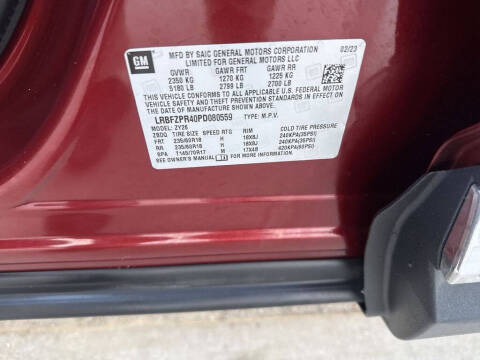 GM
MFD BY SAIC GENERAL MOTORS CORPORATION 02/23
LIMITED FOR GENERAL MOTORS LLC
GVWR GAWR FRT GAWR RR
2350 KG 1270 KG 1225 KG
5180 LB 2799 LB 2700 LB
THIS VEHICLE CONFORMS TO ALL APPLICABLE U.S. FEDERAL MOTOR
VEHICLE SAFETY AND THEFT PREVENTION STANDARDS IN EFFECT ON
THE DATE OF MANUFACTURE SHOWN ABOVE.
LRBFZPR40PD080559 TYPE: M.P.V.
MODEL: ZY26
ZBDQ TIRE SIZE SPEED RTG RIM COLD TIRE PRESSURE
FRT 235/60R18 H 18X8J 240KPA(35PSI)
RR 235/60R18 H 18X8J 240KPA(35PSI)
SPA T145/70R17 M 17X4B 420KPA(60PSI)
SEE OWNER'S MANUAL